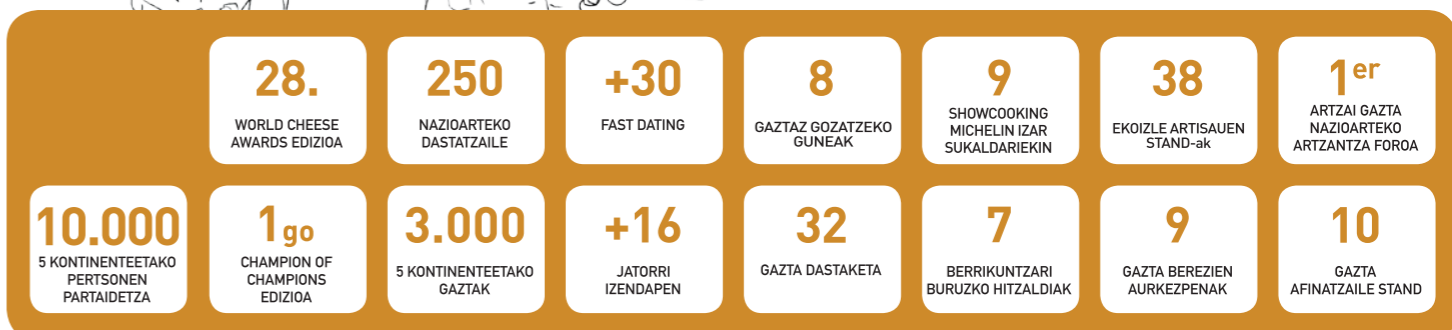 28.
WORLD CHEESE
AWARDS EDIZIOA
250
NAZIOARTEKO
DASTATZAILE
+30
FAST DATING
8
GAZTAZ GOZATZEKO
GUNEAK
9
SHOWCOOKING
MICHELIN IZAR
SUKALDARIEKIN
38
EKOIZLE ARTISAUEN
STAND-ak
1er
ARTZAI GAZTA
NAZIOARTEKO
ARTZANTZA FOROA
10.000
5 KONTINENTEETAKO
PERTSONEN
PARTAIDETZA
1go
CHAMPION OF
CHAMPIONS
EDIZIOA
3.000
5 KONTINENTEETAKO
GAZTAK
+16
JATORRI
IZENDAPEN
32
GAZTA DASTAKETA
7
BERRIKUNTZARI
BURUZKO HITZALDIAK
9
GAZTA BEREZIEN
AURKEZPENAK
10
GAZTA
AFINATZAILE STAND